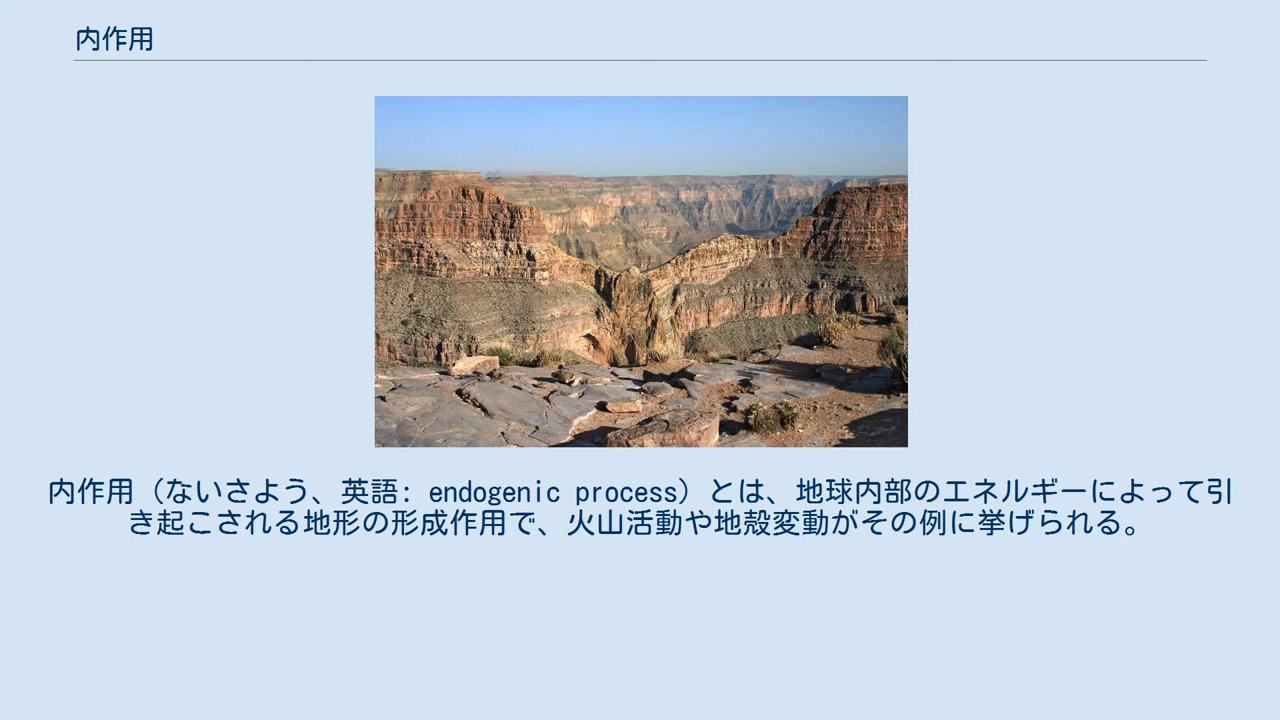 内作用
内作用（ないさよう、英語: endogenic process）とは、地球内部のエネルギーによって引
き起こされる地形の形成作用で、火山活動や地殻変動がその例に挙げられる。